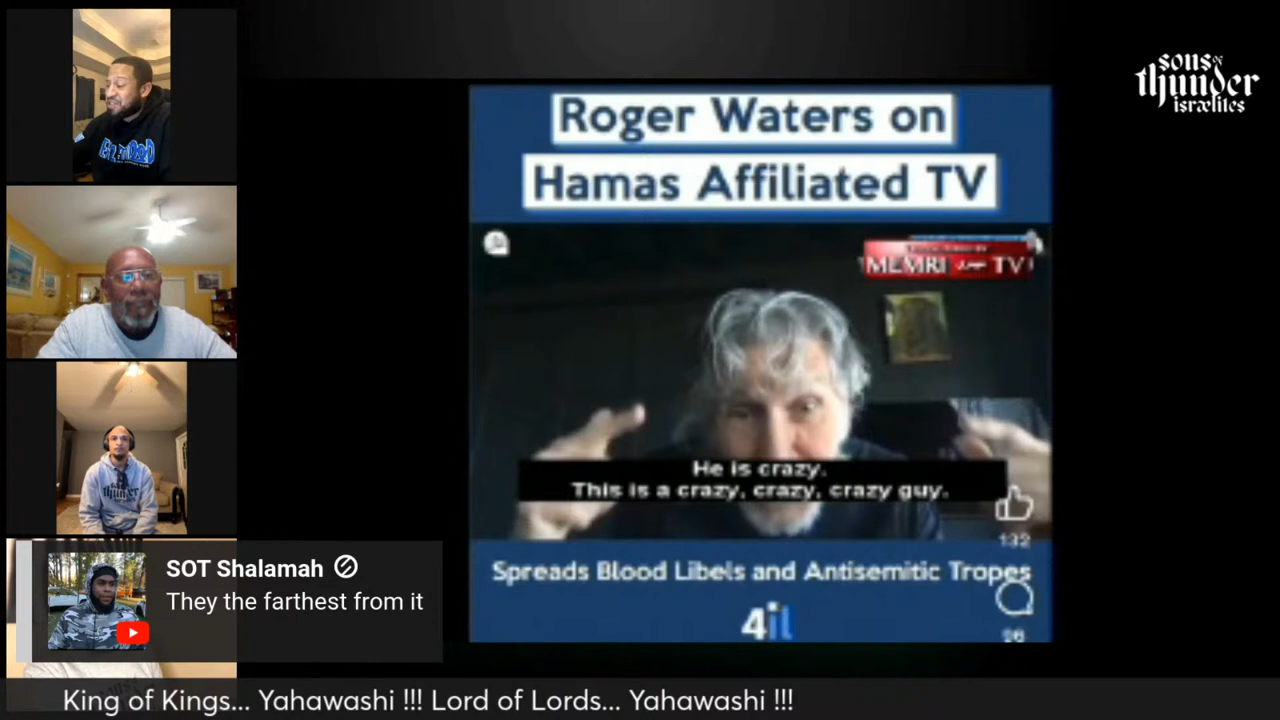 sons of
thunder
israelites
Roger Waters on
Hamas Affiliated TV
MEMRI TV
He is crazy.
This is a crazy, crazy, crazy guy.
132
Spreads Blood Libels and Antisemitic Tropes
4il
96
SOT Shalamah
They the farthest from it
King of Kings... Yahawashi !!! Lord of Lords... Yahawashi !!!